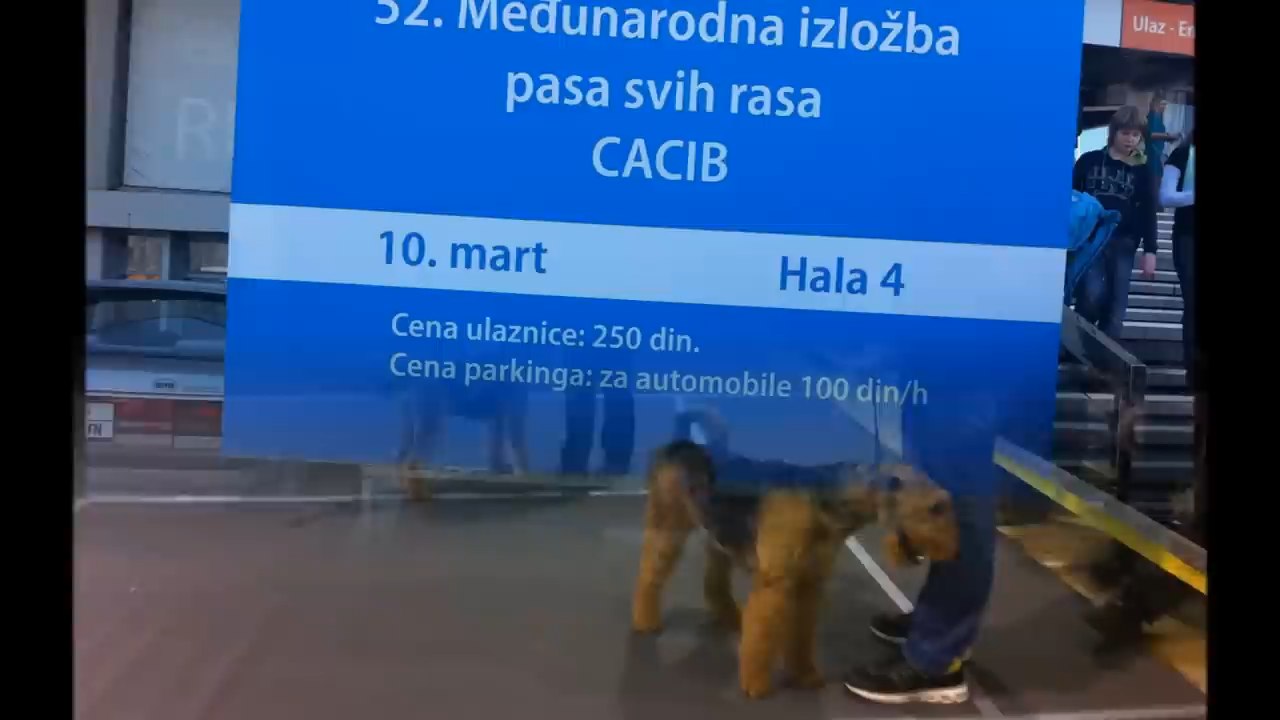 52. Međunarodna izložba
pasa svih rasa
CACIB
10. mart
Hala 4
Cena ulaznice: 250 din.
Cena parkinga: za automobile 100 din/h
Ulaz -